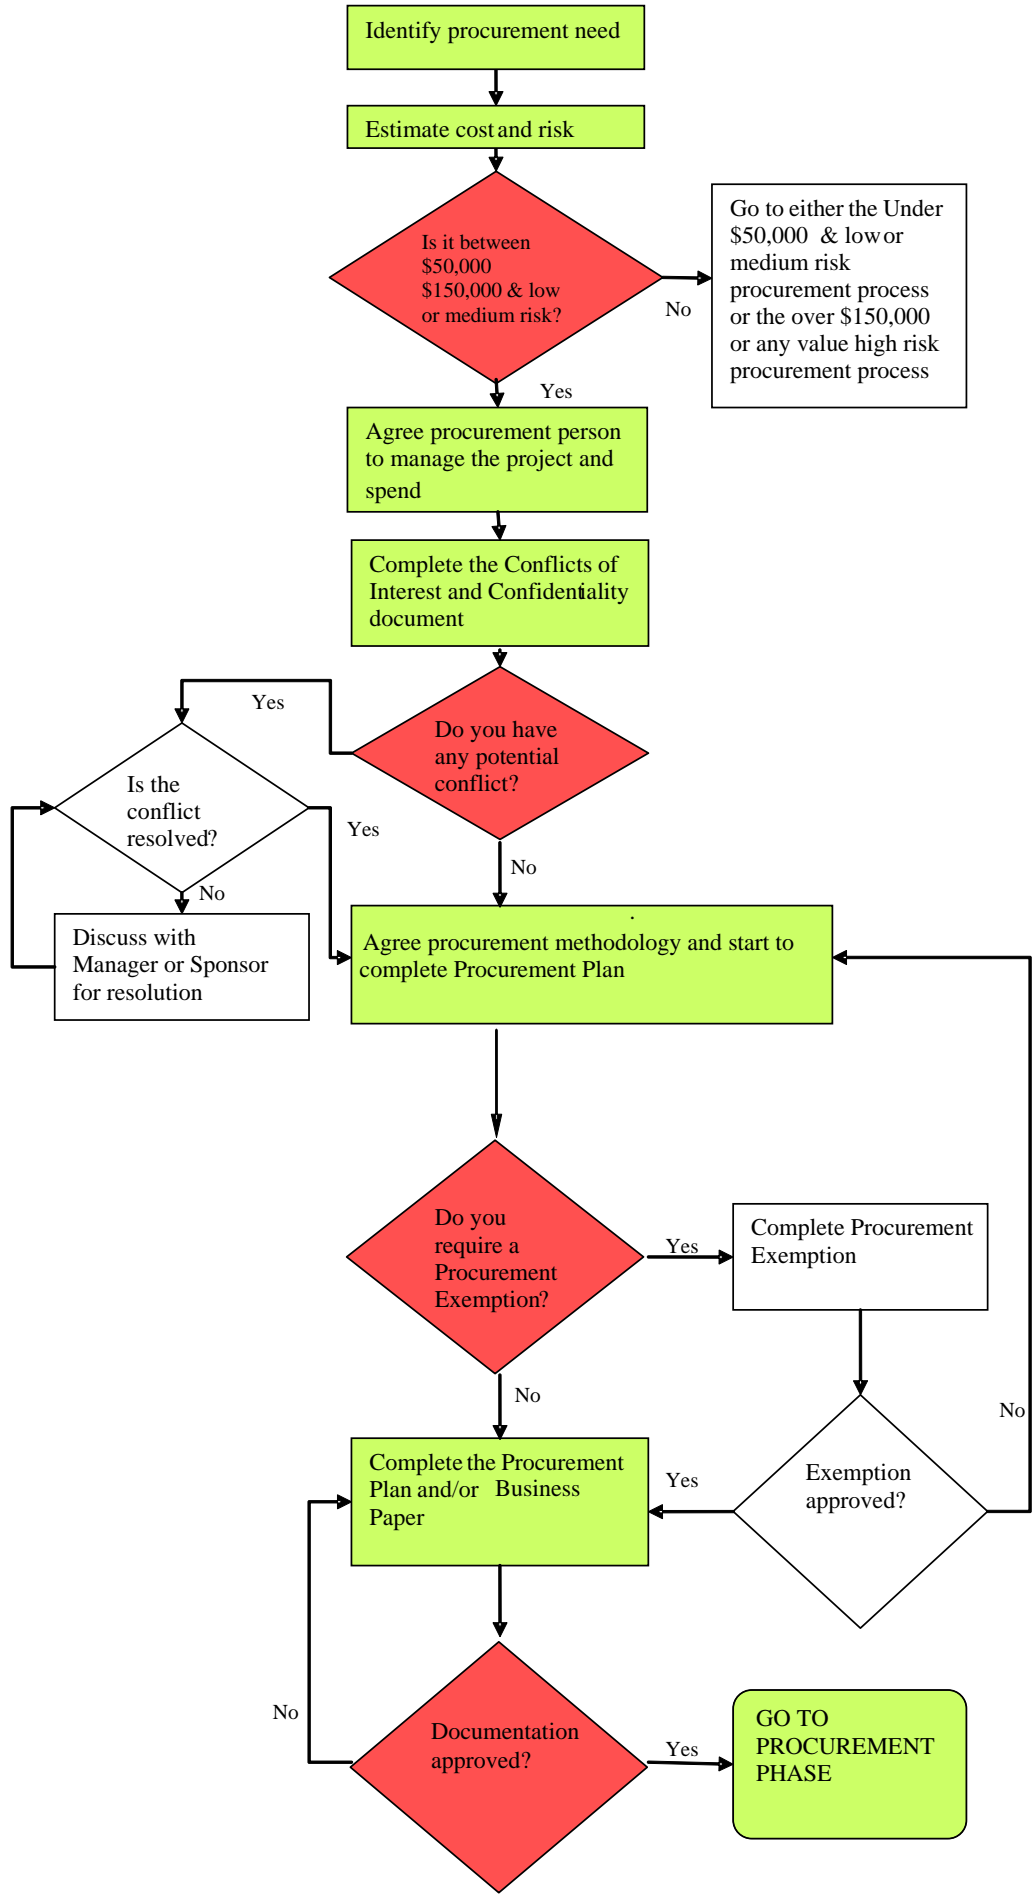 Identify procurement need
Estimate cost and risk
Is it between
$50,000
$150,000 & low
or medium risk?
No
Go to either the Under
$50,000 & low or
medium risk
procurement process
or the over $150,000
or any value high risk
procurement process
Yes
Agree procurement person
to manage the project and
spend
Complete the Conflicts of
Interest and Confidentiality
document
Do you have
any potential
conflict?
Yes
Is the
conflict
resolved?
Yes
No
No
Discuss with
Manager or Sponsor
for resolution
.
Agree procurement methodology and start to
complete Procurement Plan
Do you
require a
Procurement
Exemption?
Yes
Complete Procurement
Exemption
No
No
Exemption
approved?
Yes
Complete the Procurement
Plan and/or Business
Paper
No
Documentation
approved?
Yes
GO TO
PROCUREMENT
PHASE